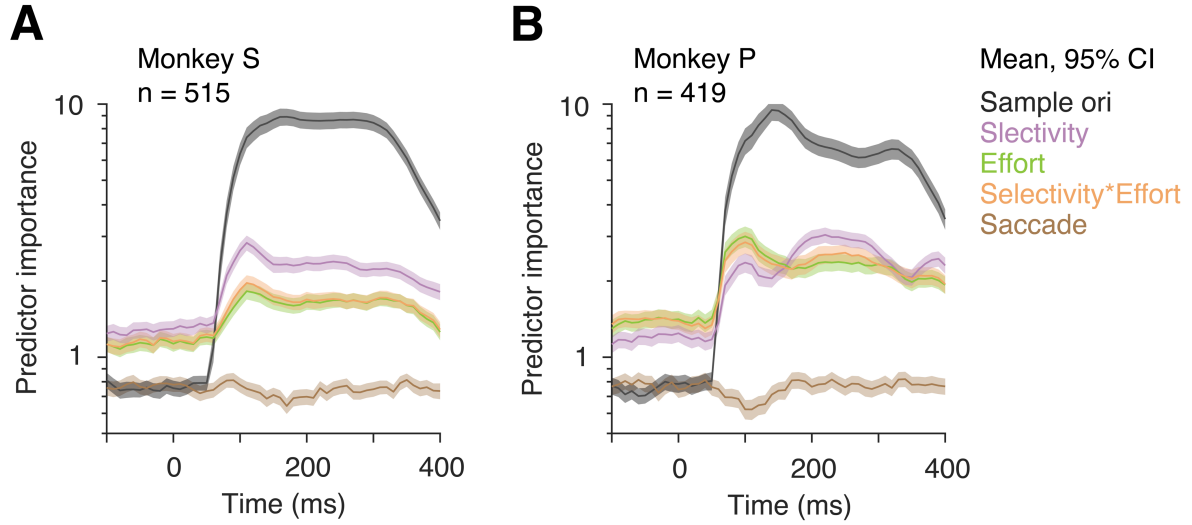 A
B
Monkey S
n = 515
Monkey P
n = 419
Mean, 95% CI
Sample ori
Slectivity
Effort
Selectivity*Effort
Saccade
Predictor importance
10
1
0
200
400
Time (ms)
Predictor importance
10
1
0
200
400
Time (ms)